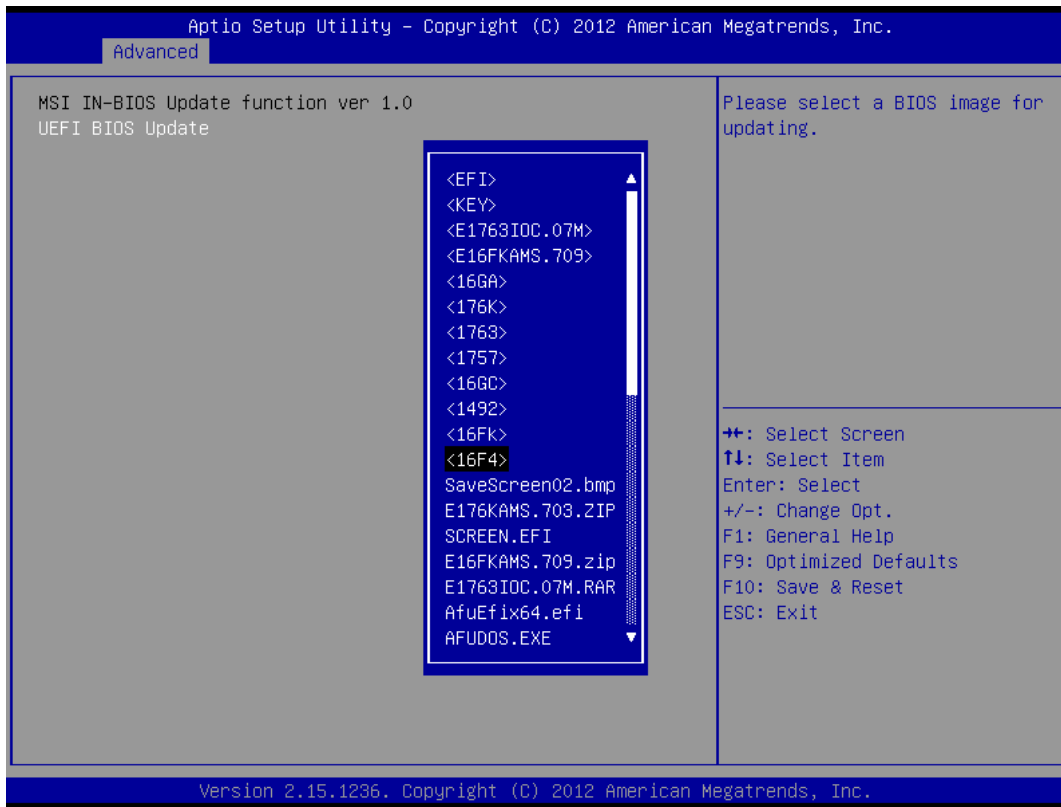 Aptio Setup Utility – Copyright (C) 2012 American Megatrends, Inc.
Advanced
MSI IN-BIOS Update function ver 1.0
UEFI BIOS Update
<EFI>
<KEY>
<E1763IOC.07M>
<E16FKAMS.709>
<16GA>
<176K>
<1763>
<1757>
<16GC>
<1492>
<16Fk>
<16F4>
SaveScreen02.bmp
E176KAMS.703.ZIP
SCREEN.EFI
E16FKAMS.709.zip
E1763IOC.07M.RAR
AfuEfix64.efi
AFUDOS.EXE
Please select a BIOS image for
updating.
→←: Select Screen
↑↓: Select Item
Enter: Select
+/-: Change Opt.
F1: General Help
F9: Optimized Defaults
F10: Save & Reset
ESC: Exit
Version 2.15.1236. Copyright (C) 2012 American Megatrends, Inc.